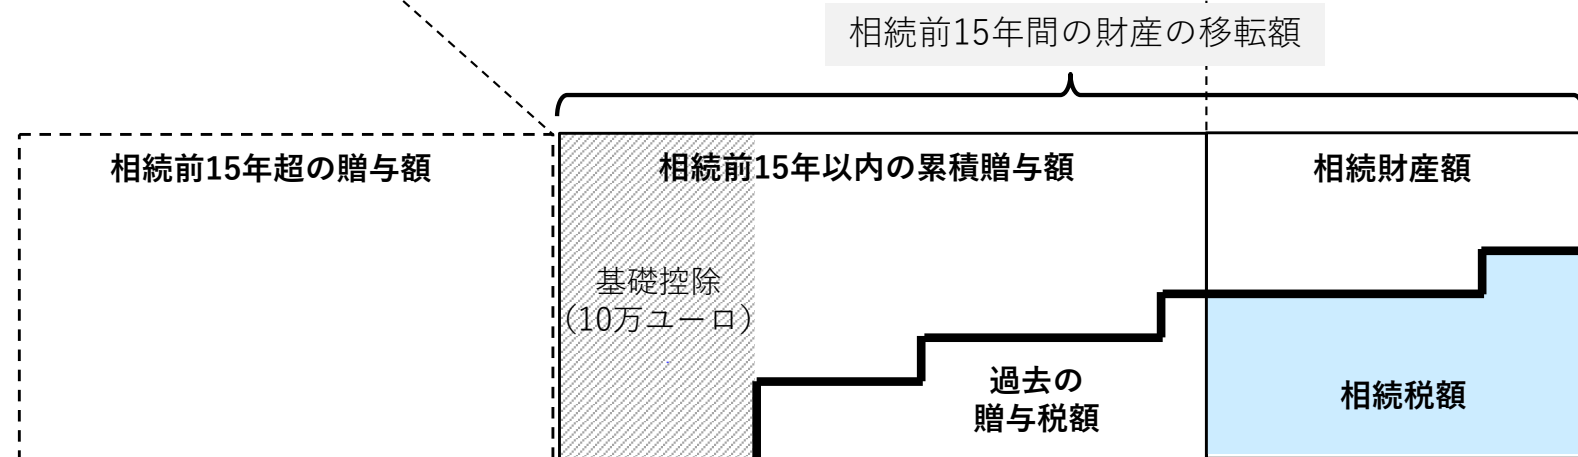 相続前15年間の財産の移転額
相続前15年超の贈与額
相続前15年以内の累積贈与額
相続財産額
基礎控除
（10万ユーロ）
過去の
贈与税額
相続税額